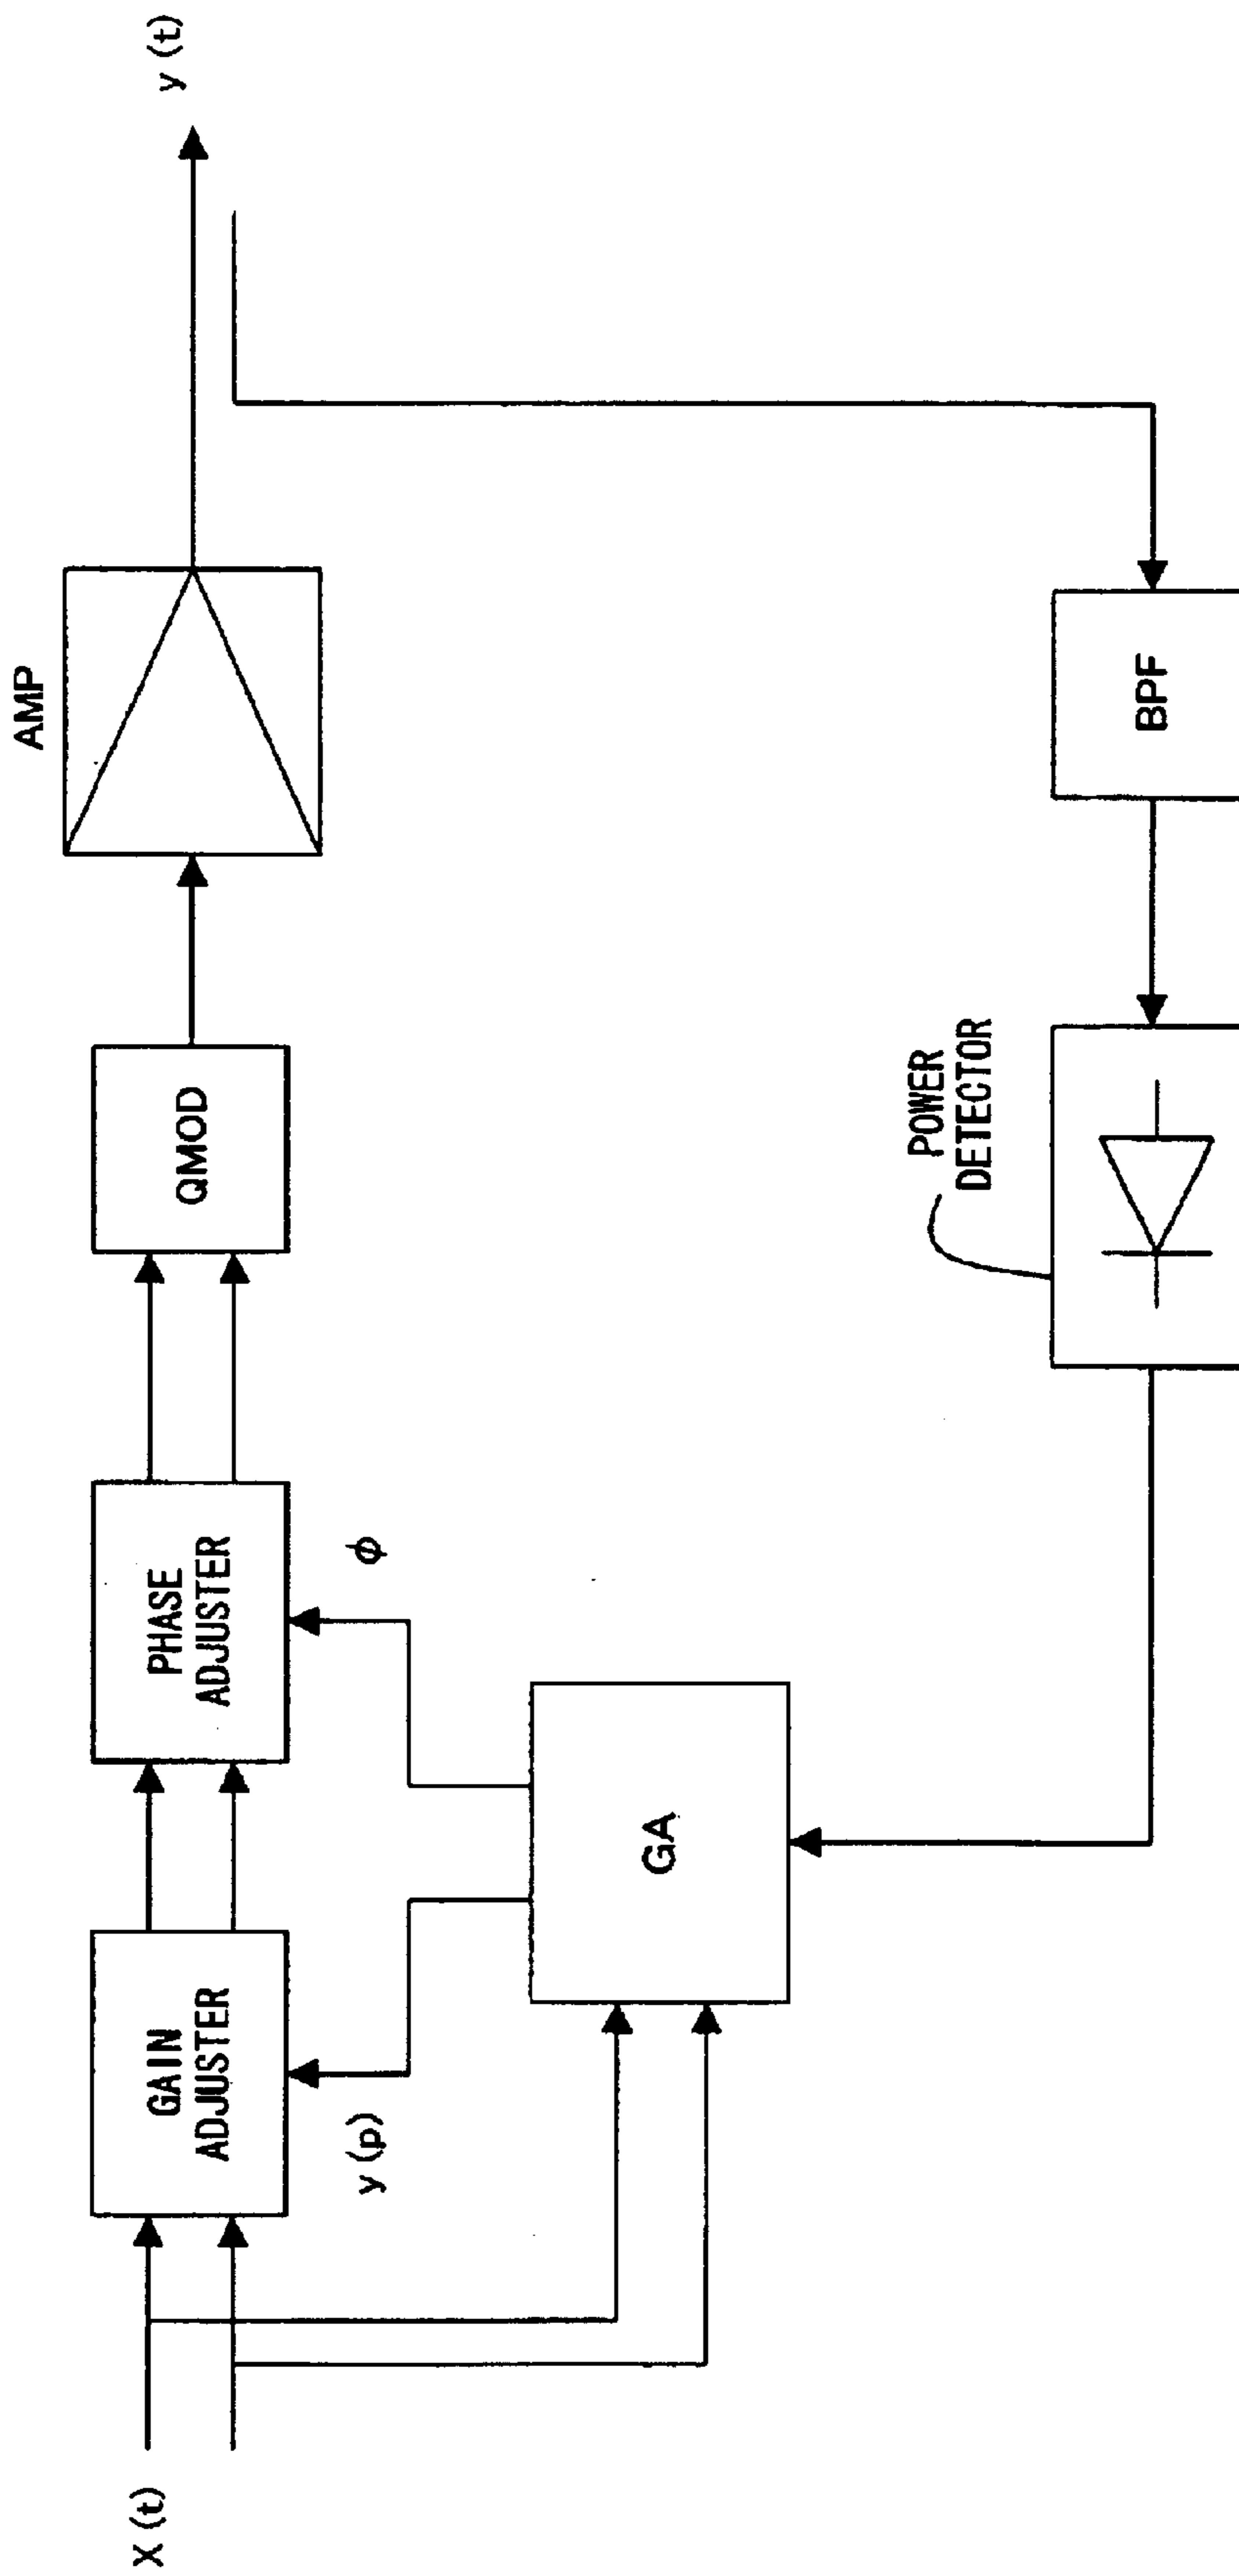 X (t)
GAIN
ADJUSTER
PHASE
ADJUSTER
QMOD
AMP
y (t)
y (p)
ϕ
GA
POWER
DETECTOR
BPF